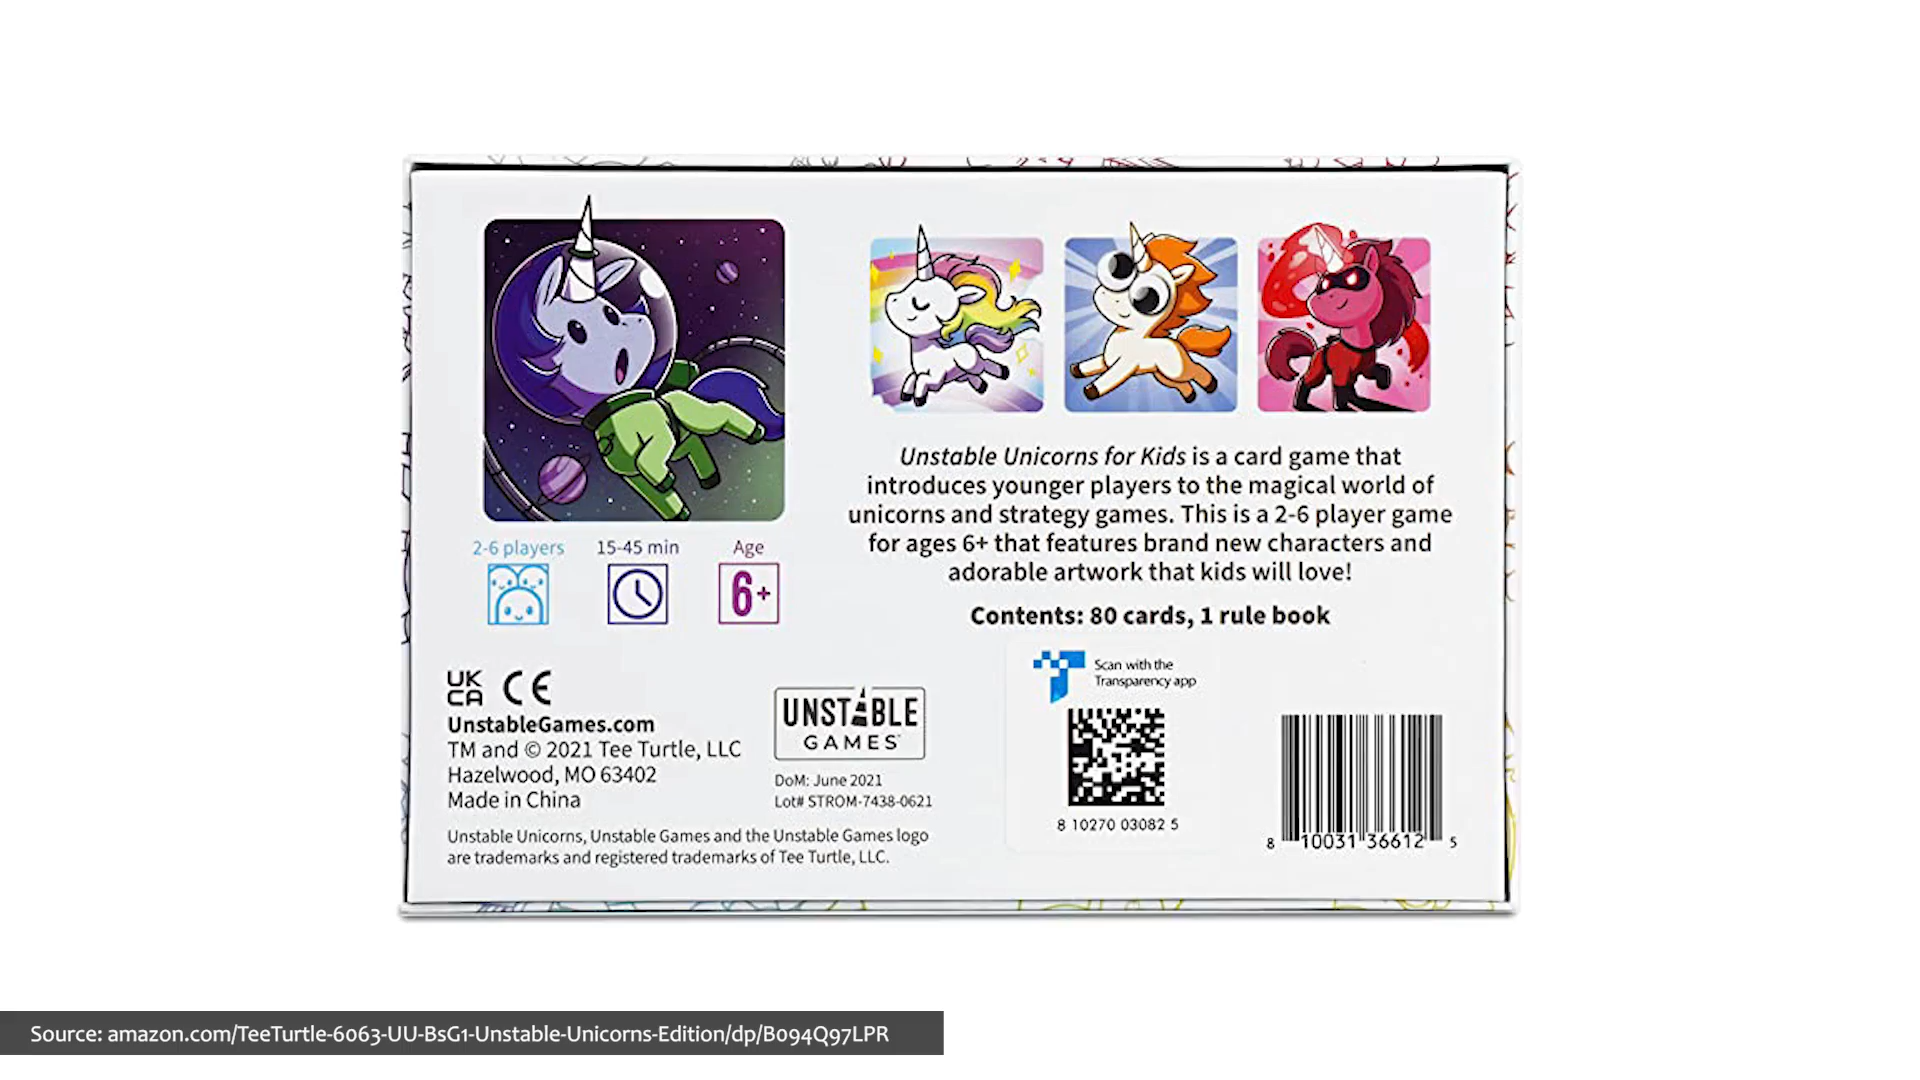 2-6 players
15-45 min
Age
6+
Unstable Unicorns for Kids is a card game that
introduces younger players to the magical world of
unicorns and strategy games. This is a 2-6 player game
for ages 6+ that features brand new characters and
adorable artwork that kids will love!
Contents: 80 cards, 1 rule book
UK
CA
CE
UnstableGames.com
TM and © 2021 Tee Turtle, LLC
Hazelwood, MO 63402
Made in China
UNSTABLE
GAMES
DoM: June 2021
Lot# STROM-7438-0621
Unstable Unicorns, Unstable Games and the Unstable Games logo
are trademarks and registered trademarks of Tee Turtle, LLC.
Scan with the
Transparency app
8 10270 03082 5
8 10031 36612 5
Source: amazon.com/TeeTurtle-6063-UU-BsG1-Unstable-Unicorns-Edition/dp/B094Q97LPR